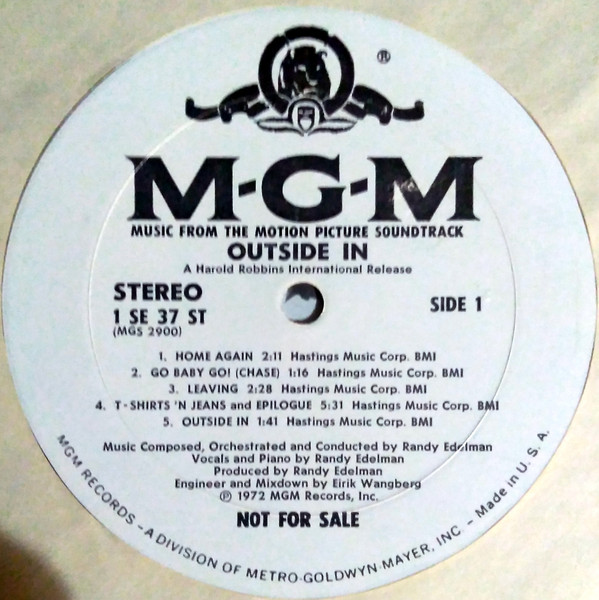 ®
M-G-M
MUSIC FROM THE MOTION PICTURE SOUNDTRACK
OUTSIDE IN
A Harold Robbins International Release
STEREO
1 SE 37 ST
(MGS 2900)
SIDE 1
1. HOME AGAIN 2:11 Hastings Music Corp. BMI
2. GO BABY GO! (CHASE) 1:16 Hastings Music Corp. BMI
3. LEAVING 2:28 Hastings Music Corp. BMI
4. T-SHIRTS 'N JEANS and EPILOGUE 5:31 Hastings Music Corp. BMI
5. OUTSIDE IN 1:41 Hastings Music Corp. BMI
Music Composed, Orchestrated and Conducted by Randy Edelman
Vocals and Piano by Randy Edelman
Produced by Randy Edelman
Engineer and Mixdown by Eirik Wangberg
℗ 1972 MGM Records, Inc.
NOT FOR SALE
MGM RECORDS – A DIVISION OF METRO-GOLDWYN-MAYER, INC. – Made in U. S. A.